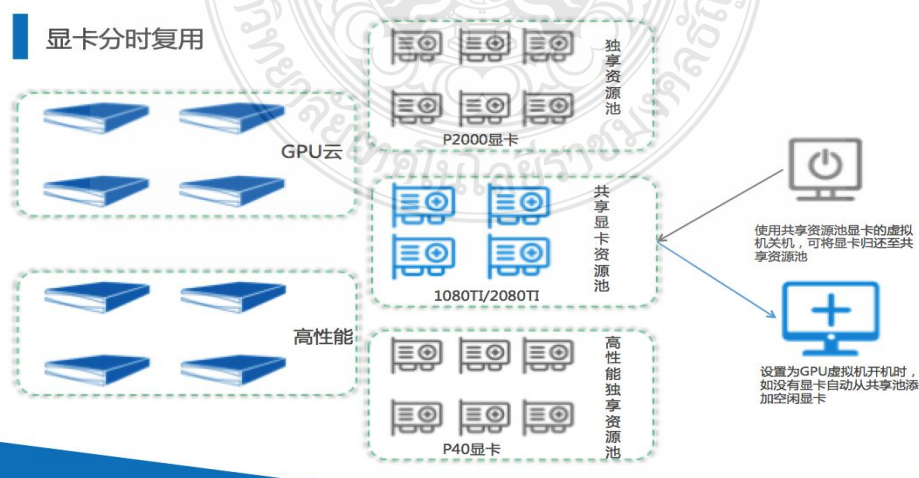 显卡分时复用
独享资源池
P2000显卡
GPU云
共享显卡资源池
1080TI/2080TI
使用共享资源池显卡的虚拟
机关机，可将显卡归还至共
享资源池
高性能
高性能独享资源池
P40显卡
设置为GPU虚拟机开机时，
如没有显卡自动从共享池添
加空闲显卡